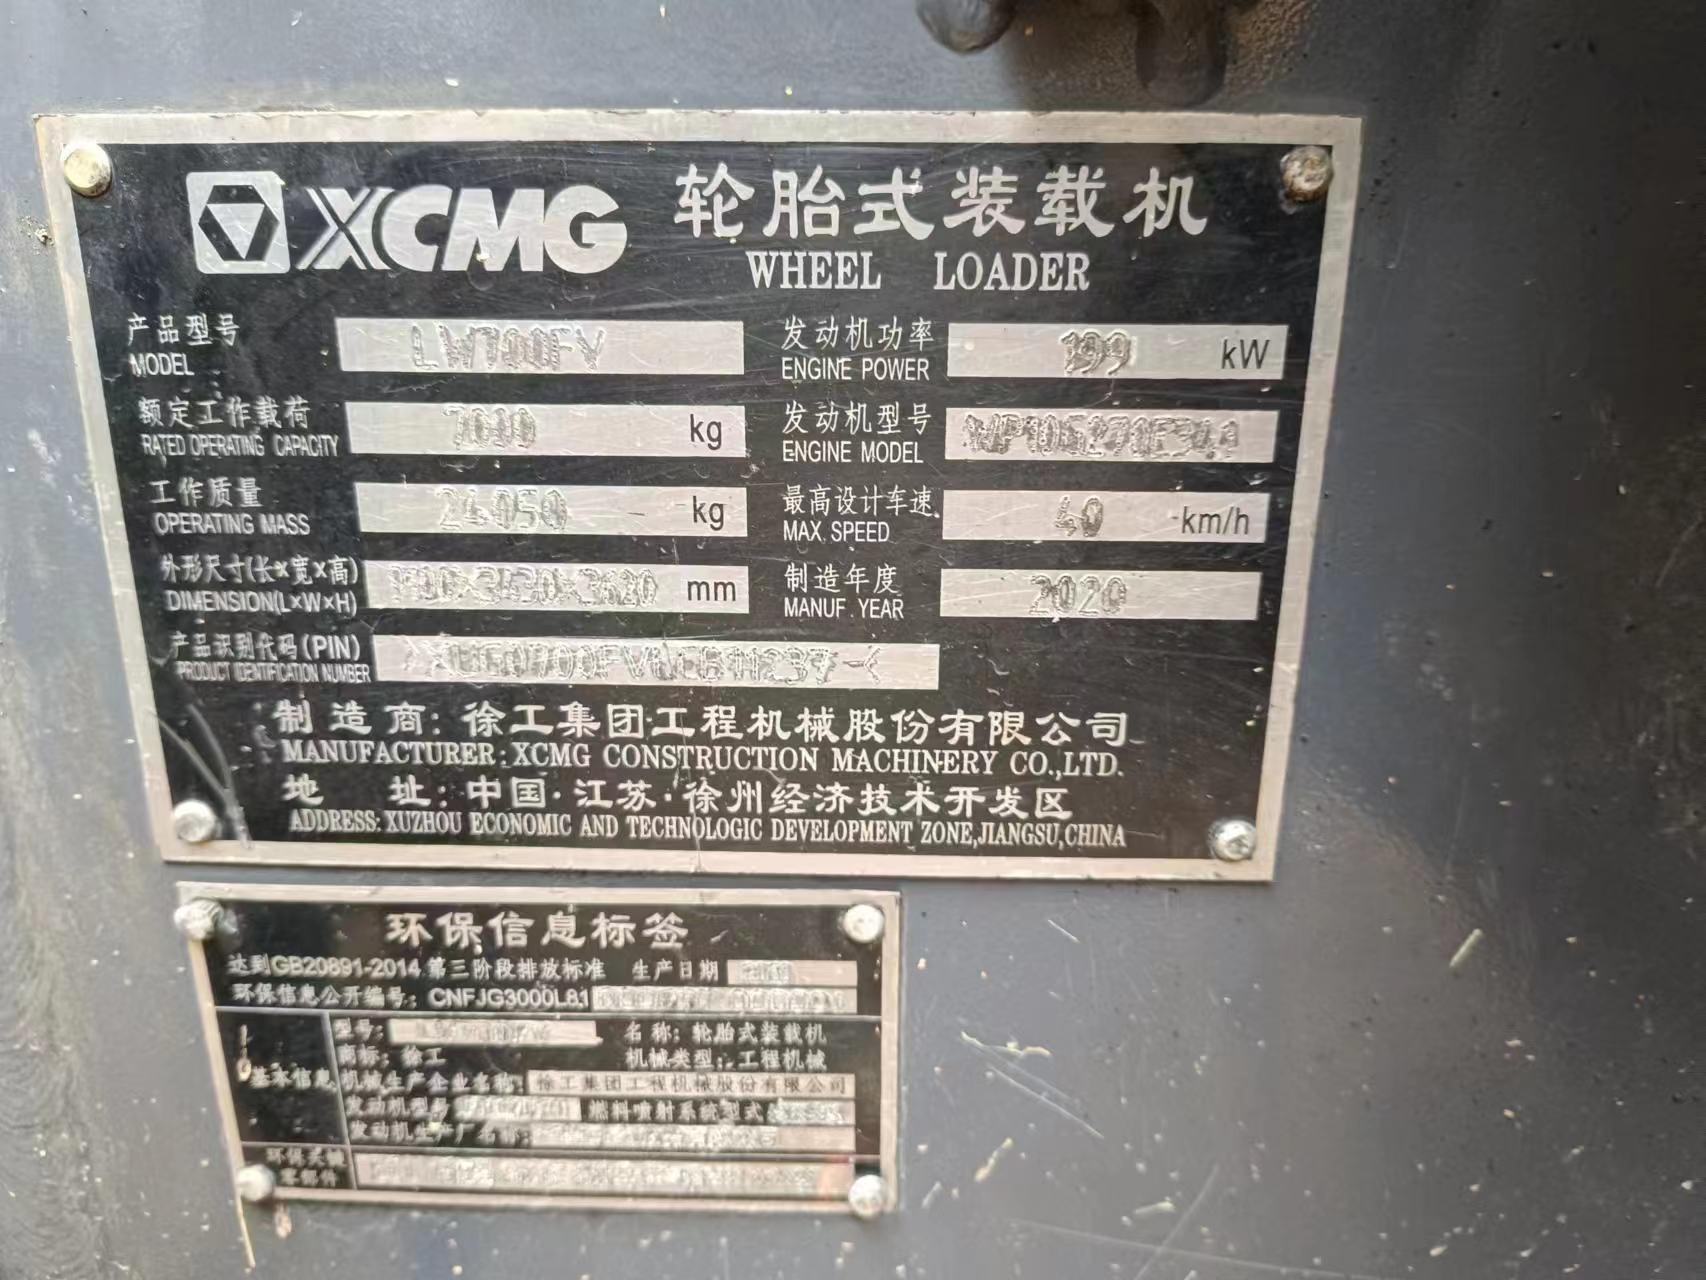 XCMG 轮胎式装载机
WHEEL LOADER
产品型号 LW700FV 发动机功率 199 kW
MODEL ENGINE POWER
额定工作载荷 7000 kg 发动机型号
RATED OPERATING CAPACITY ENGINE MODEL
工作质量 24050 kg 最高设计车速 40 km/h
OPERATING MASS MAX. SPEED
外形尺寸(长×宽×高) mm 制造年度 2020
DIMENSION(L×W×H) MANUF. YEAR
产品识别代码(PIN)
PRODUCT IDENTIFICATION NUMBER
制造商:徐工集团工程机械股份有限公司
MANUFACTURER: XCMG CONSTRUCTION MACHINERY CO.,LTD.
地 址:中国·江苏·徐州经济技术开发区
ADDRESS: XUZHOU ECONOMIC AND TECHNOLOGIC DEVELOPMENT ZONE,JIANGSU,CHINA
环保信息标签
达到GB20891-2014 第三阶段排放标准 生产日期
环保信息公开编号: CNFJG3000L81
型号: 名称:轮胎式装载机
商标:徐工 机械类型:工程机械
基本信息 机械生产企业名称:徐工集团工程机械股份有限公司
发动机型号 燃料喷射系统型式
发动机生产厂名称:
环保关键
零部件